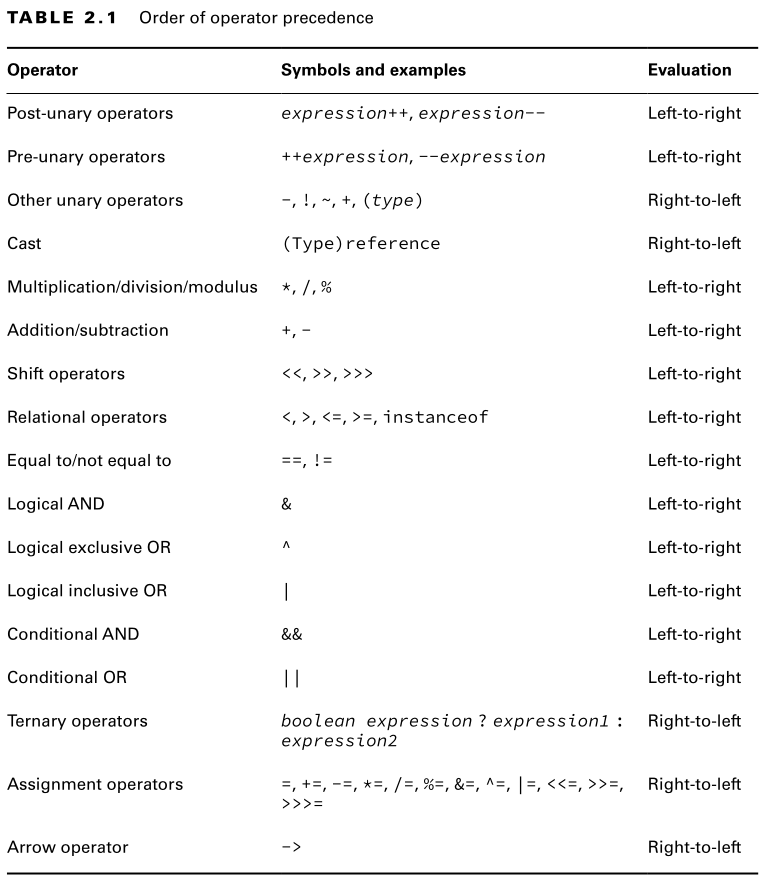 TABLE 2.1 Order of operator precedence
Operator Symbols and examples Evaluation
Post-unary operators expression++, expression-- Left-to-right
Pre-unary operators ++expression, --expression Left-to-right
Other unary operators -, !, ~, +, (type) Right-to-left
Cast (Type)reference Right-to-left
Multiplication/division/modulus *, /, % Left-to-right
Addition/subtraction +, - Left-to-right
Shift operators <<, >>, >>> Left-to-right
Relational operators <, >, <=, >=, instanceof Left-to-right
Equal to/not equal to ==, != Left-to-right
Logical AND & Left-to-right
Logical exclusive OR ^ Left-to-right
Logical inclusive OR | Left-to-right
Conditional AND && Left-to-right
Conditional OR || Left-to-right
Ternary operators boolean expression ? expression1 : Right-to-left
expression2
Assignment operators =, +=, -=, *=, /=, %=, &=, ^=, |=, <<=, >>=, Right-to-left
>>>=
Arrow operator -> Right-to-left